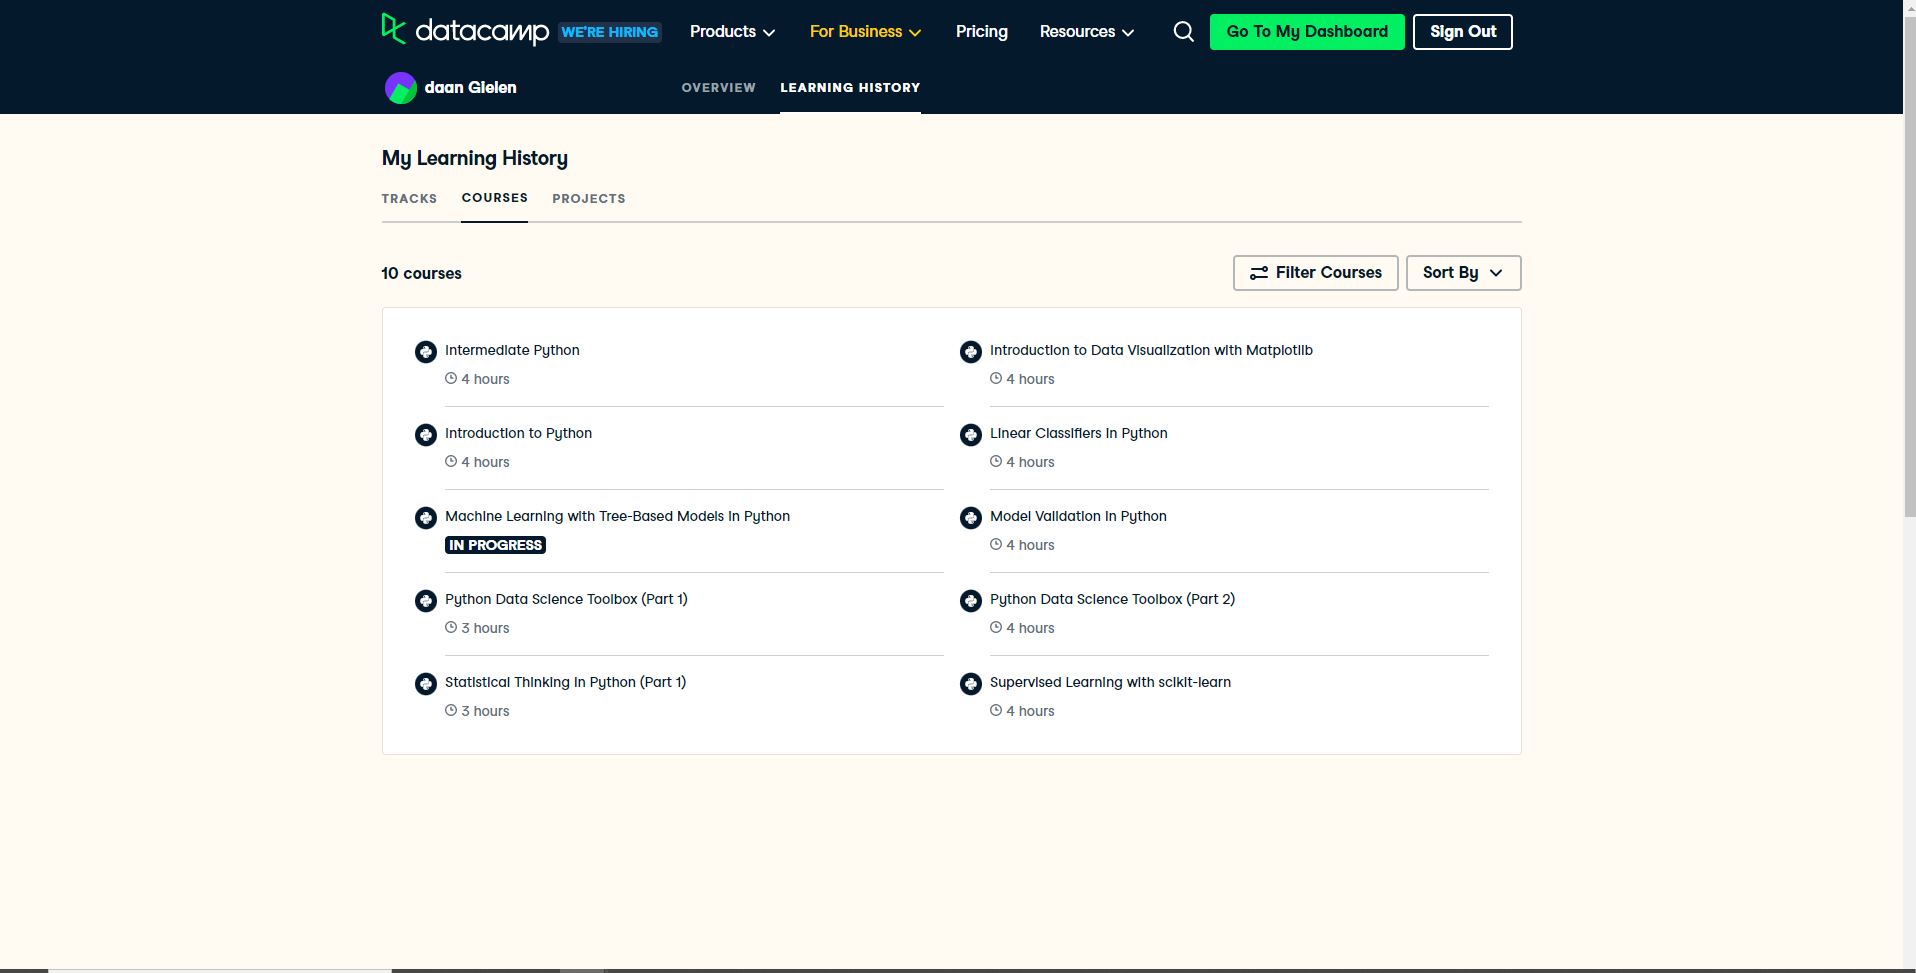 datacamp WE'RE HIRING Products For Business Pricing Resources Go To My Dashboard Sign Out
daan Gielen OVERVIEW LEARNING HISTORY
My Learning History
TRACKS COURSES PROJECTS
10 courses Filter Courses Sort By
Intermediate Python
4 hours
Introduction to Data Visualization with Matplotlib
4 hours
Introduction to Python
4 hours
Linear Classifiers in Python
4 hours
Machine Learning with Tree-Based Models in Python
IN PROGRESS
Model Validation in Python
4 hours
Python Data Science Toolbox (Part 1)
3 hours
Python Data Science Toolbox (Part 2)
4 hours
Statistical Thinking in Python (Part 1)
3 hours
Supervised Learning with scikit-learn
4 hours